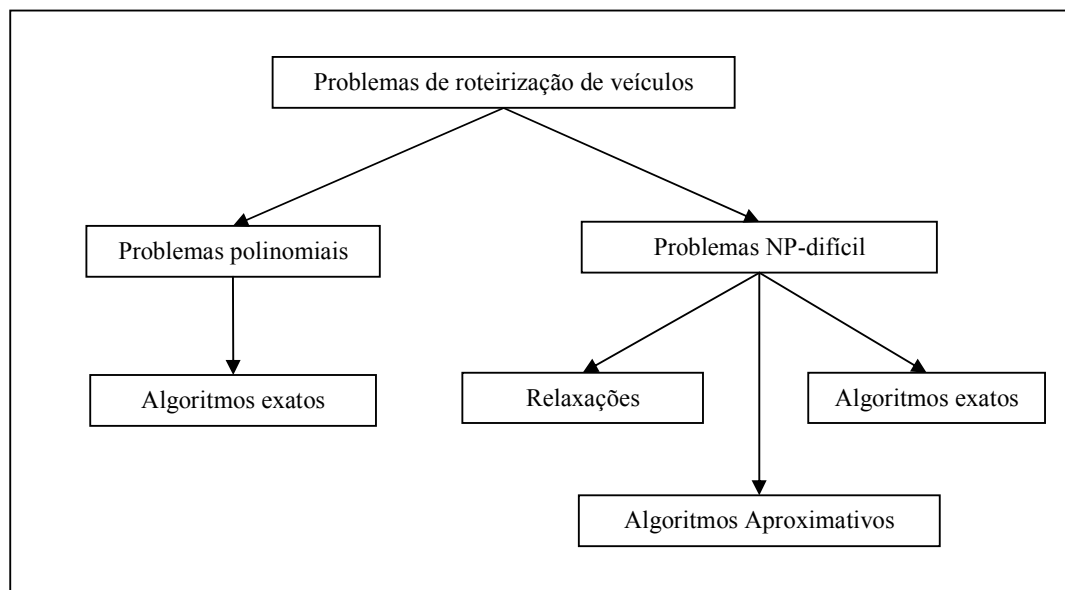 Problemas de roteirização de veículos
Problemas polinomiais
Problemas NP-difícil
Algoritmos exatos
Relaxações
Algoritmos exatos
Algoritmos Aproximativos